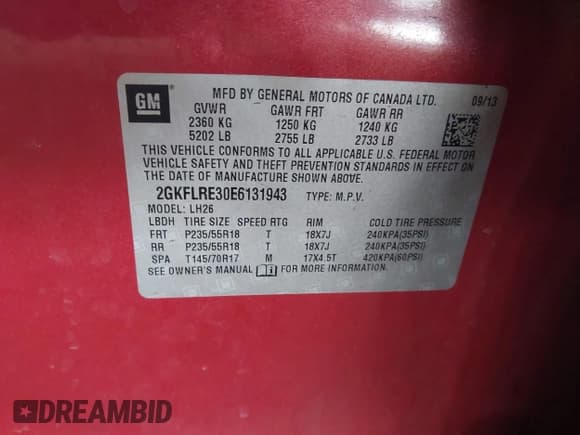 GM
MFD BY GENERAL MOTORS OF CANADA LTD. 09/13
GVWR GAWR FRT GAWR RR
2360 KG 1250 KG 1240 KG
5202 LB 2755 LB 2733 LB
THIS VEHICLE CONFORMS TO ALL APPLICABLE U.S. FEDERAL MOTOR
VEHICLE SAFETY AND THEFT PREVENTION STANDARDS IN EFFECT ON
THE DATE OF MANUFACTURE SHOWN ABOVE.
2GKFLRE30E6131943 TYPE: M.P.V.
MODEL: LH26
LBDH TIRE SIZE SPEED RTG RIM COLD TIRE PRESSURE
FRT P235/55R18 T 18X7J 240KPA(35PSI)
RR P235/55R18 T 18X7J 240KPA(35PSI)
SPA T145/70R17 M 17X4.5T 420KPA(60PSI)
SEE OWNER'S MANUAL FOR MORE INFORMATION.
DREAMBID